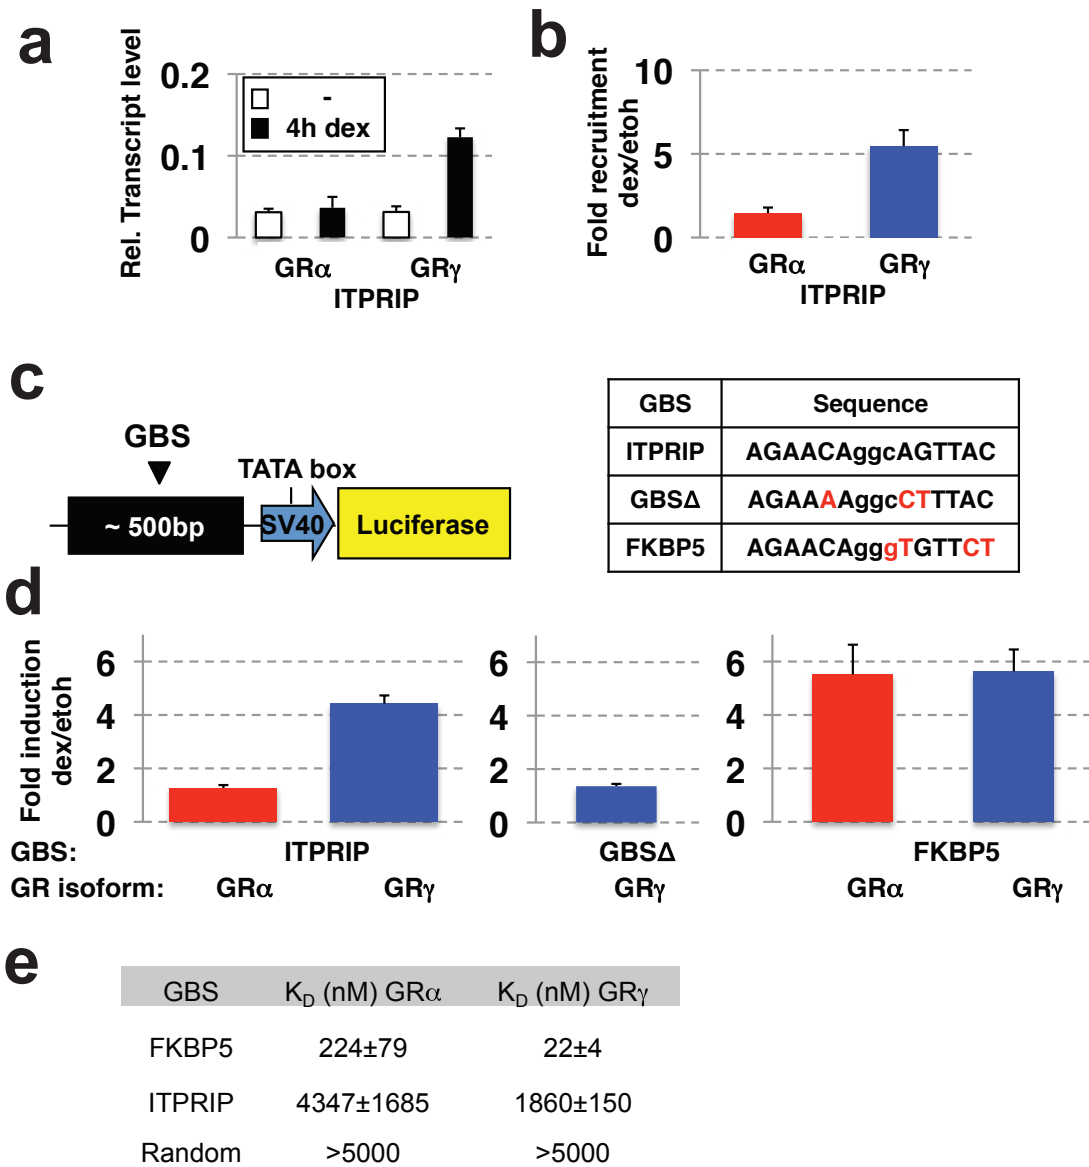 a
Rel. Transcript level
0.2
0.1
0
-
4h dex
GRα GRγ
ITPRIP
b
Fold recruitment
dex/etoh
10
5
0
GRα GRγ
ITPRIP
c
GBS
TATA box
~ 500bp
SV40
Luciferase
GBS Sequence
ITPRIP AGAACAggcAGTTAC
GBSΔ AGAAAAggcCTTTAC
FKBP5 AGAACAgggTGTTCT
d
Fold induction
dex/etoh
6 6 6
4 4 4
2 2 2
0 0 0
GBS: ITPRIP GBSΔ FKBP5
GR isoform: GRα GRγ GRγ GRα GRγ
e
GBS K_D (nM) GRα K_D (nM) GRγ
FKBP5 224±79 22±4
ITPRIP 4347±1685 1860±150
Random >5000 >5000